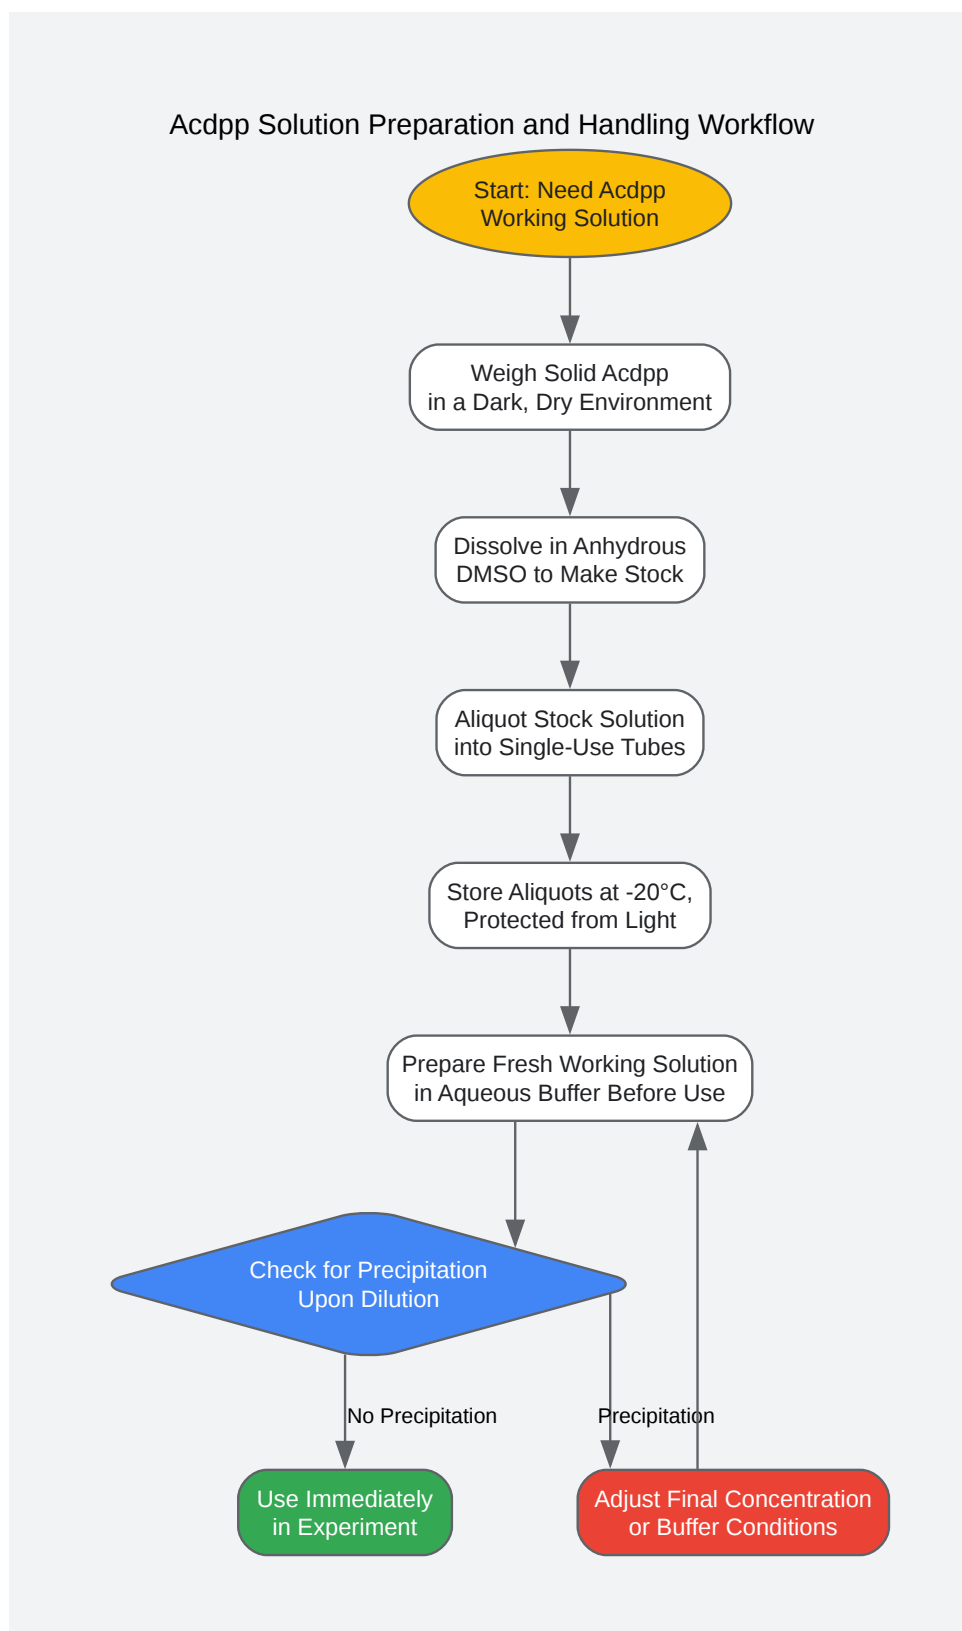 Acdpp Solution Preparation and Handling Workflow
Start: Need Acdpp
Working Solution
Weigh Solid Acdpp
in a Dark, Dry Environment
Dissolve in Anhydrous
DMSO to Make Stock
Aliquot Stock Solution
into Single-Use Tubes
Store Aliquots at -20°C,
Protected from Light
Prepare Fresh Working Solution
in Aqueous Buffer Before Use
Check for Precipitation
Upon Dilution
No Precipitation
Precipitation
Use Immediately
in Experiment
Adjust Final Concentration
or Buffer Conditions